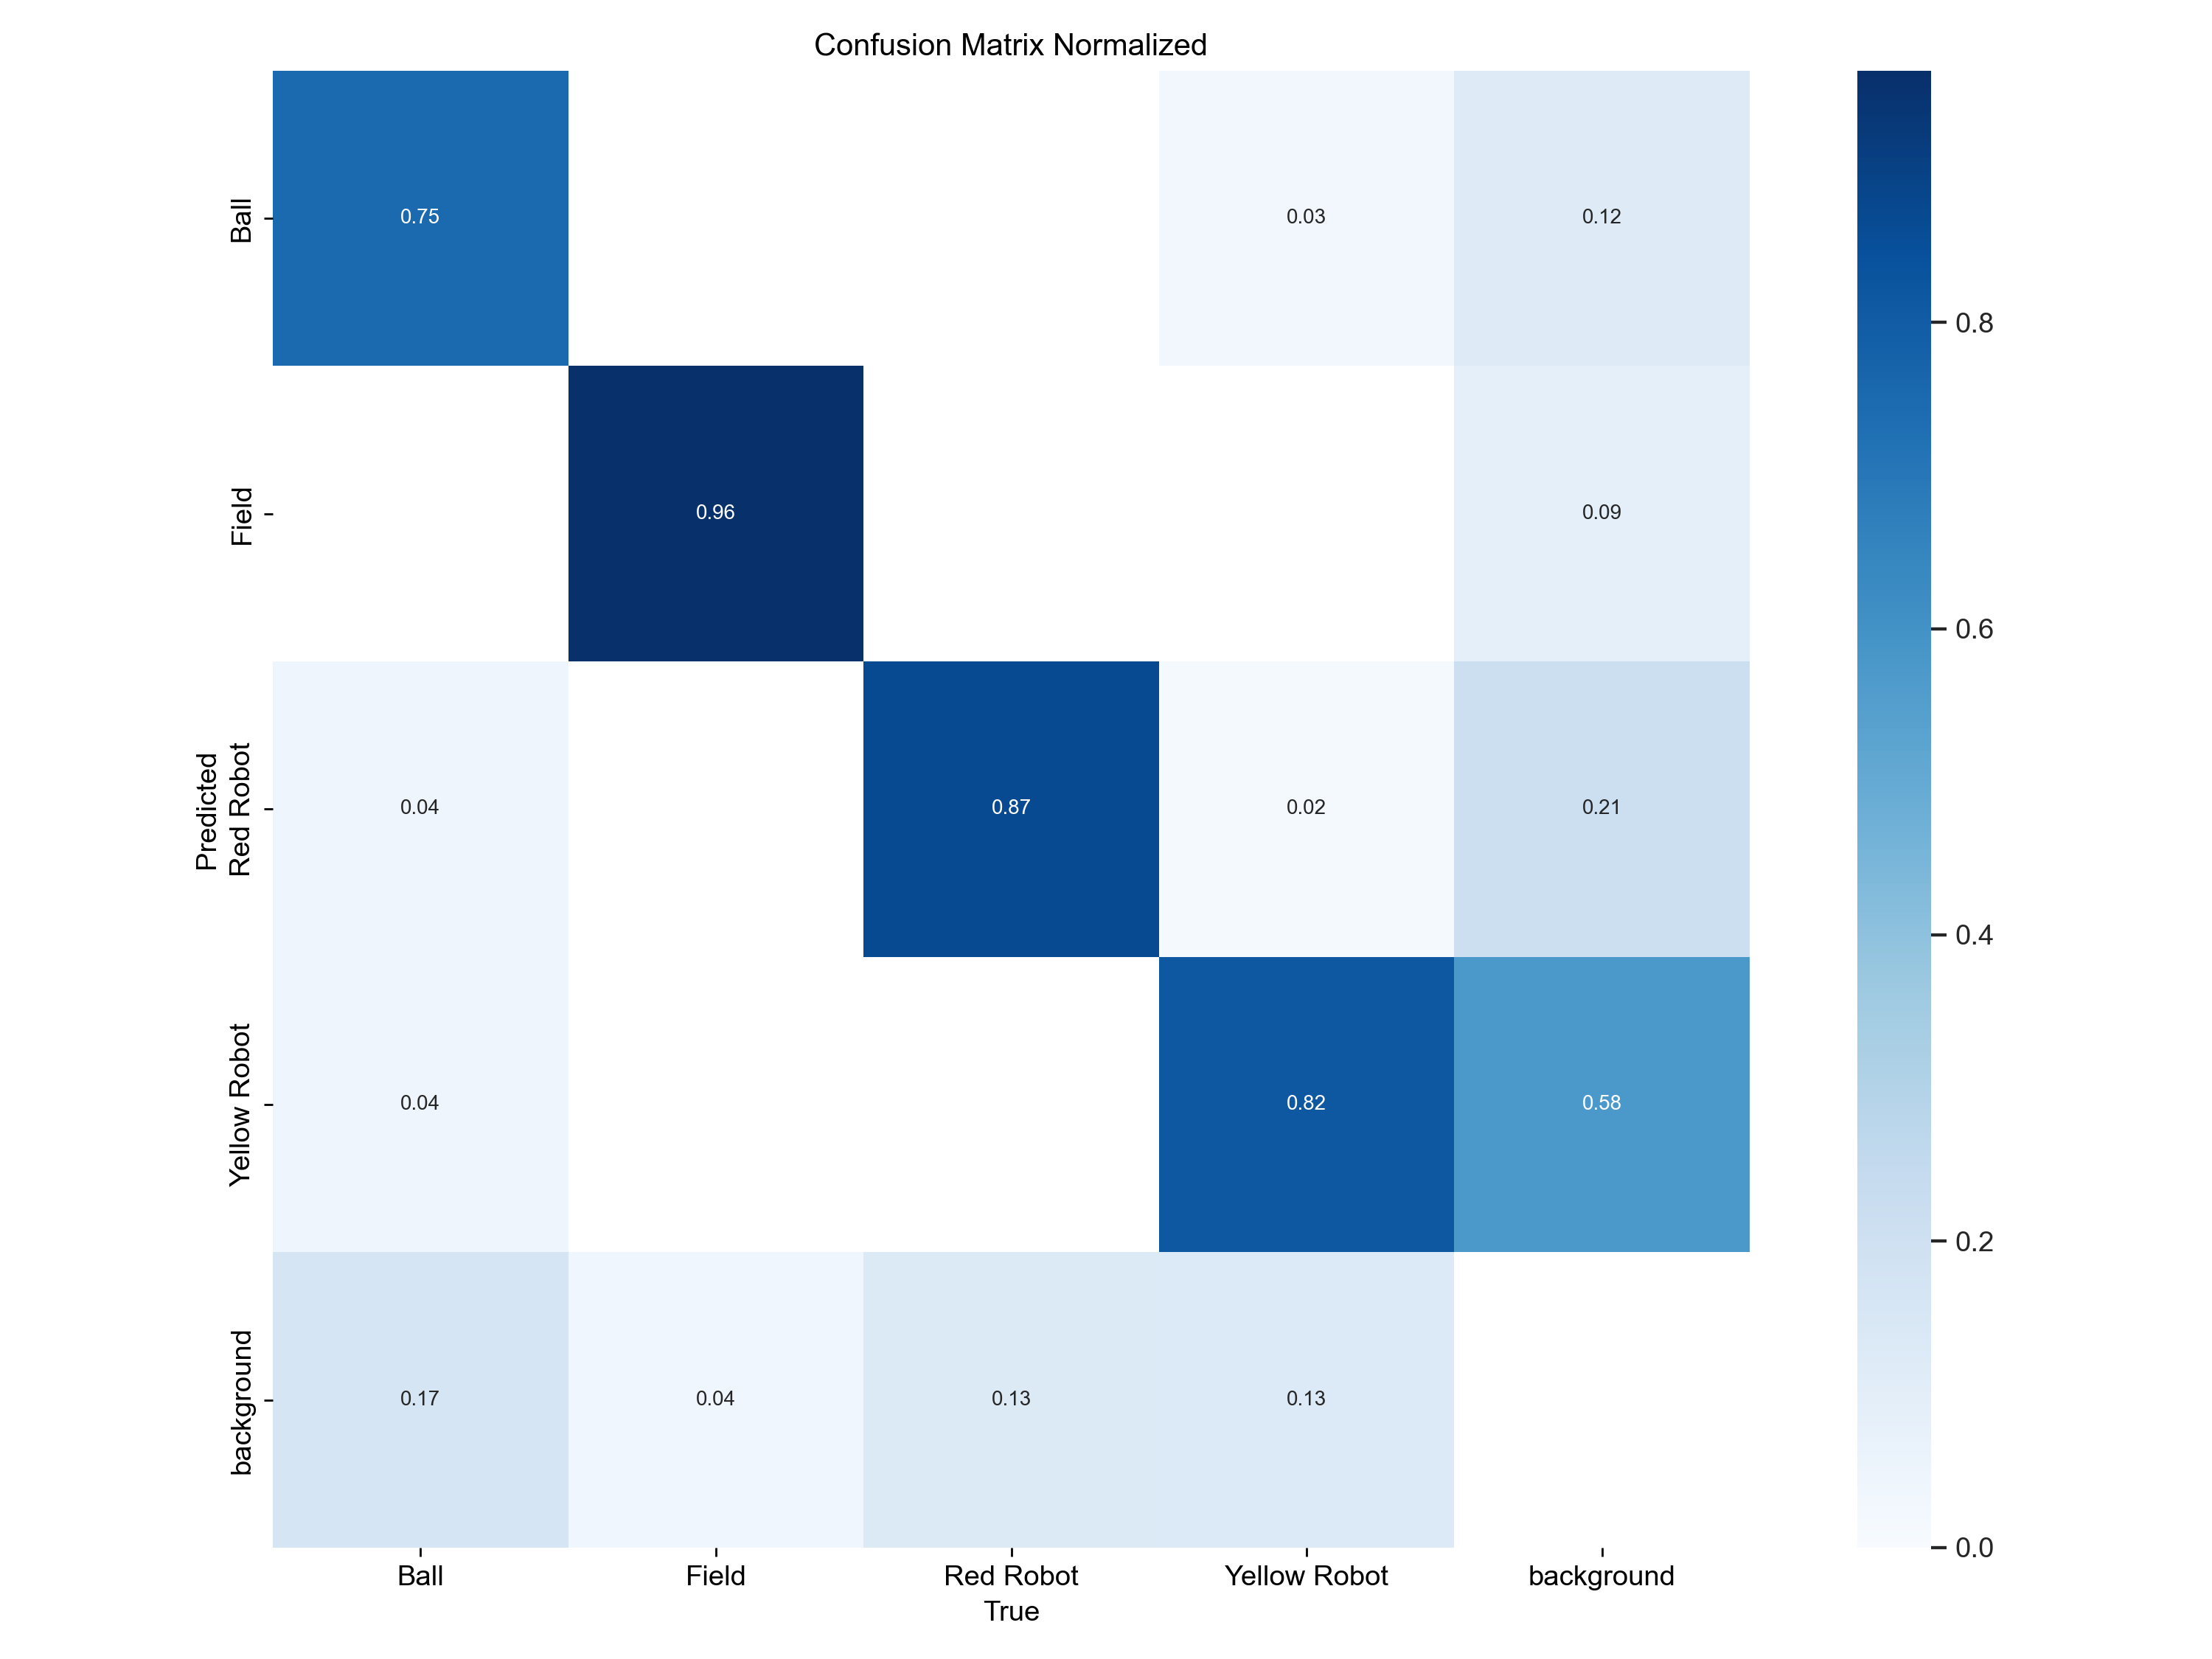 Confusion Matrix Normalized
Ball
0.75
0.03
0.12
Field
0.96
0.09
Predicted
Red Robot
0.04
0.87
0.02
0.21
Yellow Robot
0.04
0.82
0.58
background
0.17
0.04
0.13
0.13
Ball
Field
Red Robot
Yellow Robot
background
True
0.8
0.6
0.4
0.2
0.0